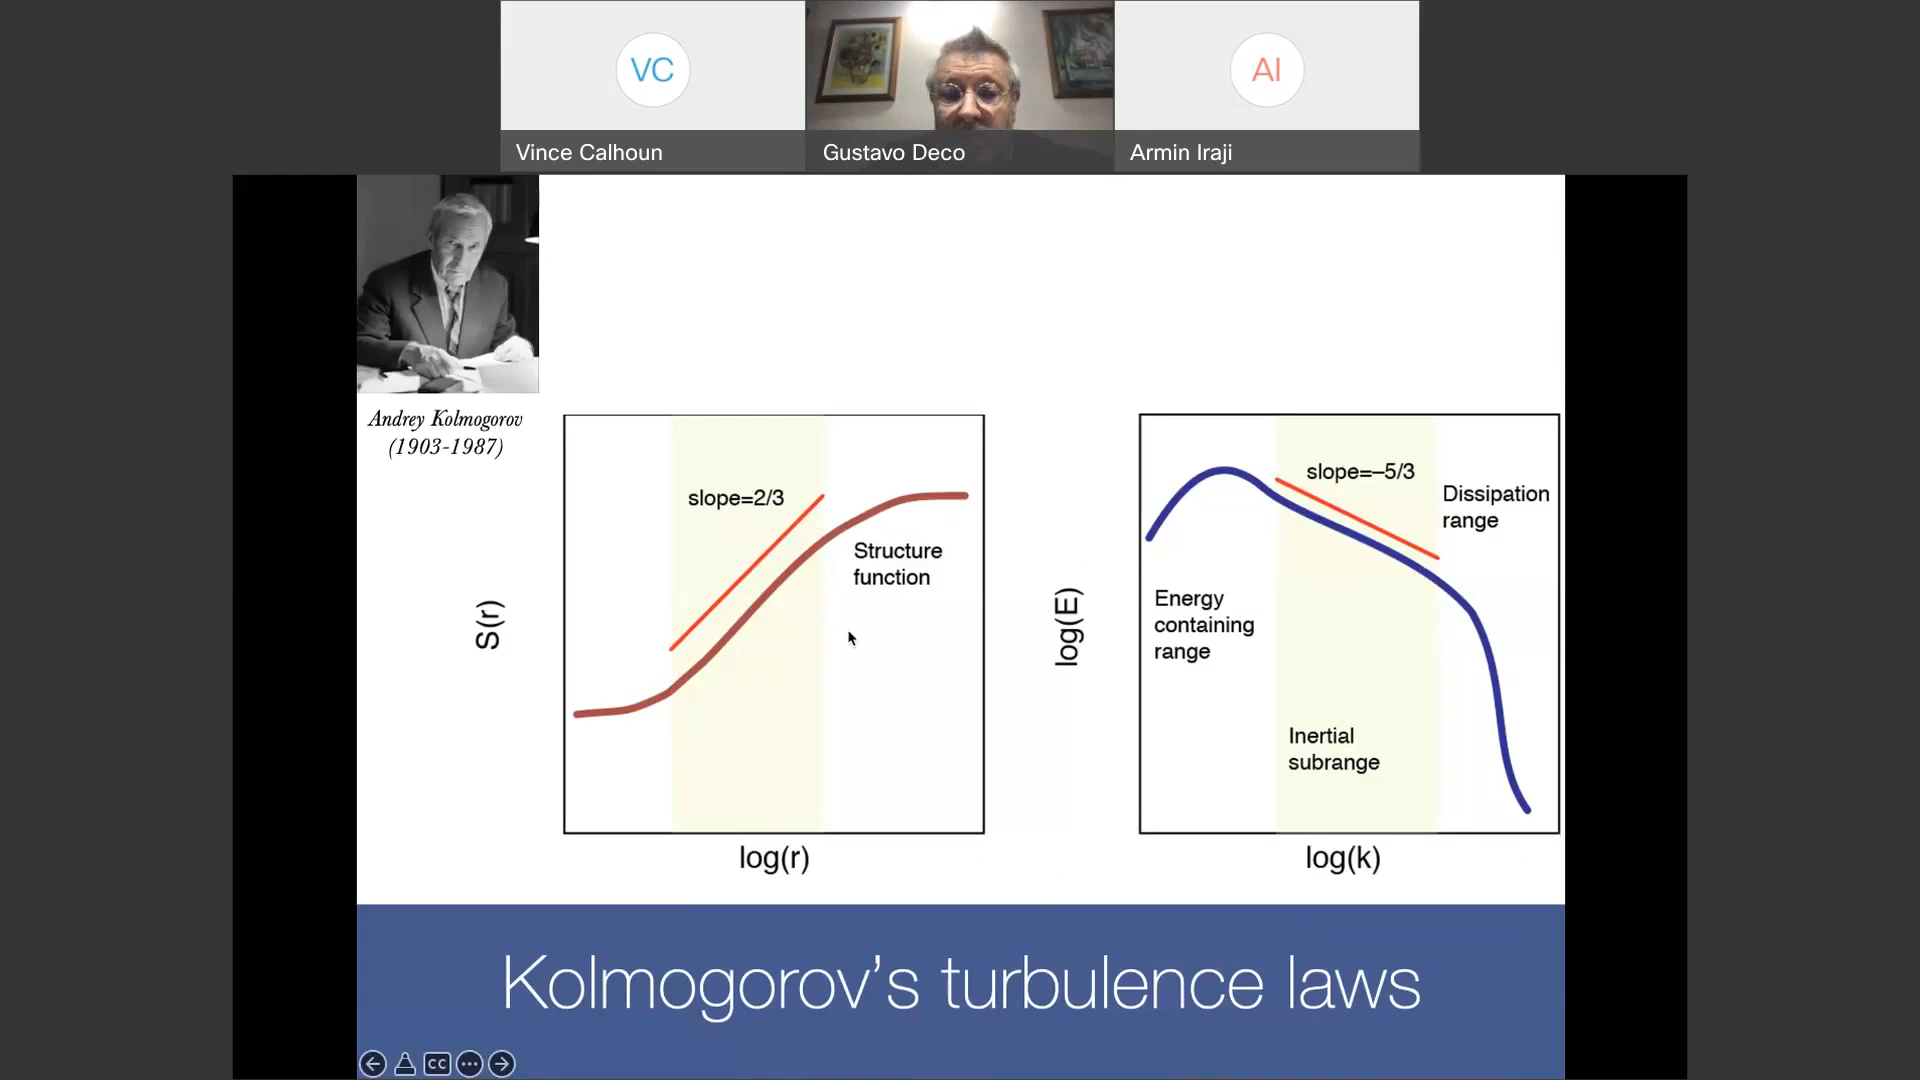 VC
AI
Vince Calhoun
Gustavo Deco
Armin Iraji
Andrey Kolmogorov
(1903-1987)
slope=2/3
Structure
function
S(r)
log(r)
slope=–5/3
Dissipation
range
Energy
containing
range
Inertial
subrange
log(E)
log(k)
Kolmogorov’s turbulence laws
CC